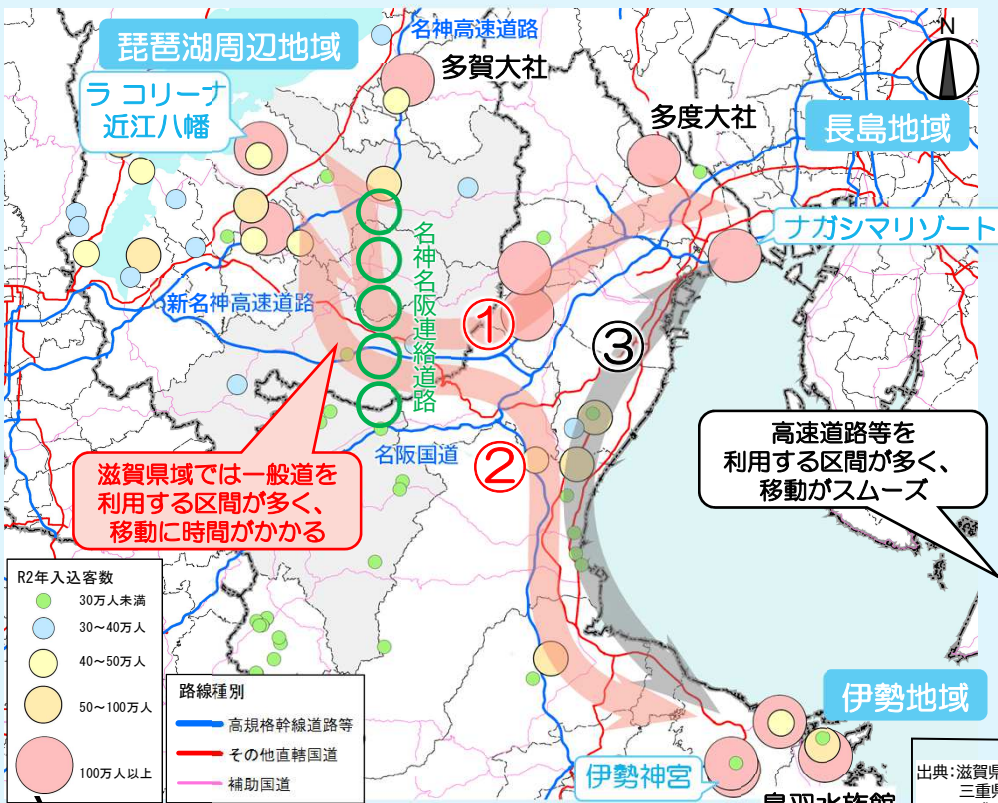 琵琶湖周辺地域
名神高速道路
多賀大社
N
ラ コリーナ
近江八幡
多度大社
長島地域
ナガシマリゾート
名神名阪連絡道路
新名神高速道路
①
③
名阪国道
②
滋賀県域では一般道を
利用する区間が多く、
移動に時間がかかる
高速道路等を
利用する区間が多く、
移動がスムーズ
R2年入込客数
30万人未満
30～40万人
40～50万人
50～100万人
100万人以上
路線種別
高規格幹線道路等
その他直轄国道
補助国道
伊勢地域
伊勢神宮
鳥羽水族館
出典：滋賀県
三重県